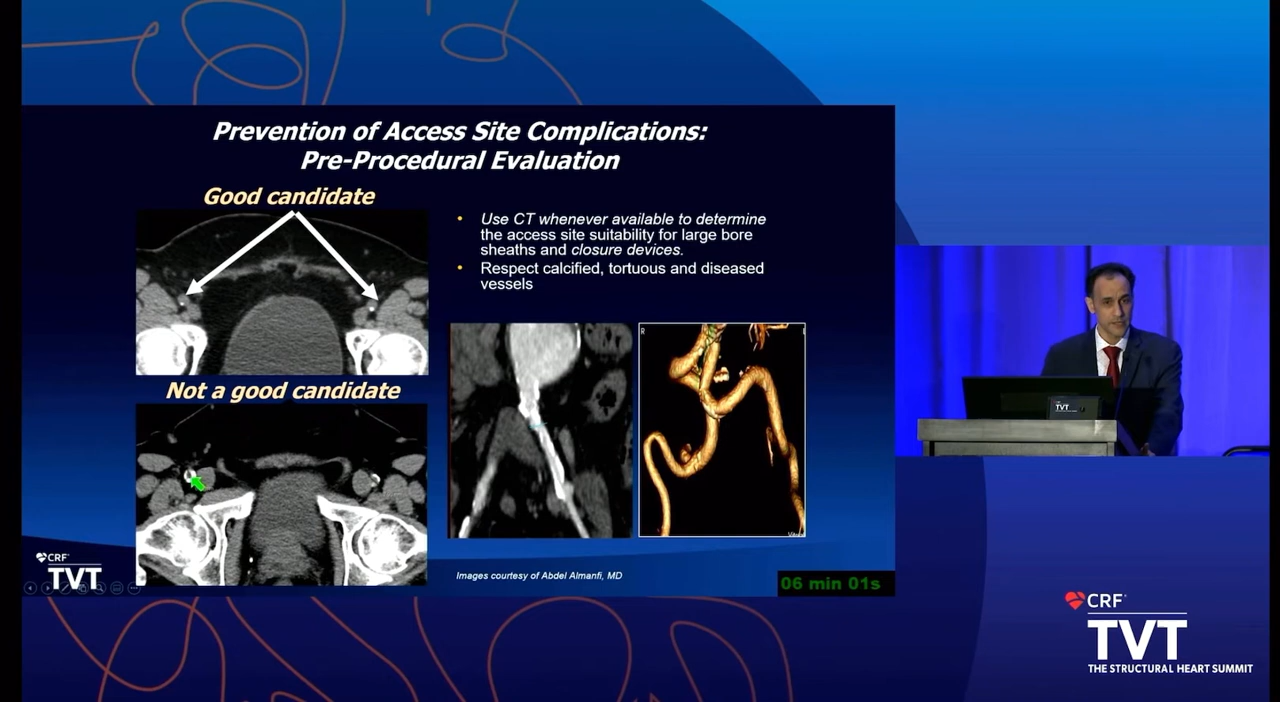 Prevention of Access Site Complications:
Pre-Procedural Evaluation
Good candidate
• Use CT whenever available to determine
the access site suitability for large bore
sheaths and closure devices.
• Respect calcified, tortuous and diseased
vessels
Not a good candidate
R
Images courtesy of Abdel Almanfi, MD
06 min 01s
CRF
TVT
TVT
CRF
TVT
THE STRUCTURAL HEART SUMMIT